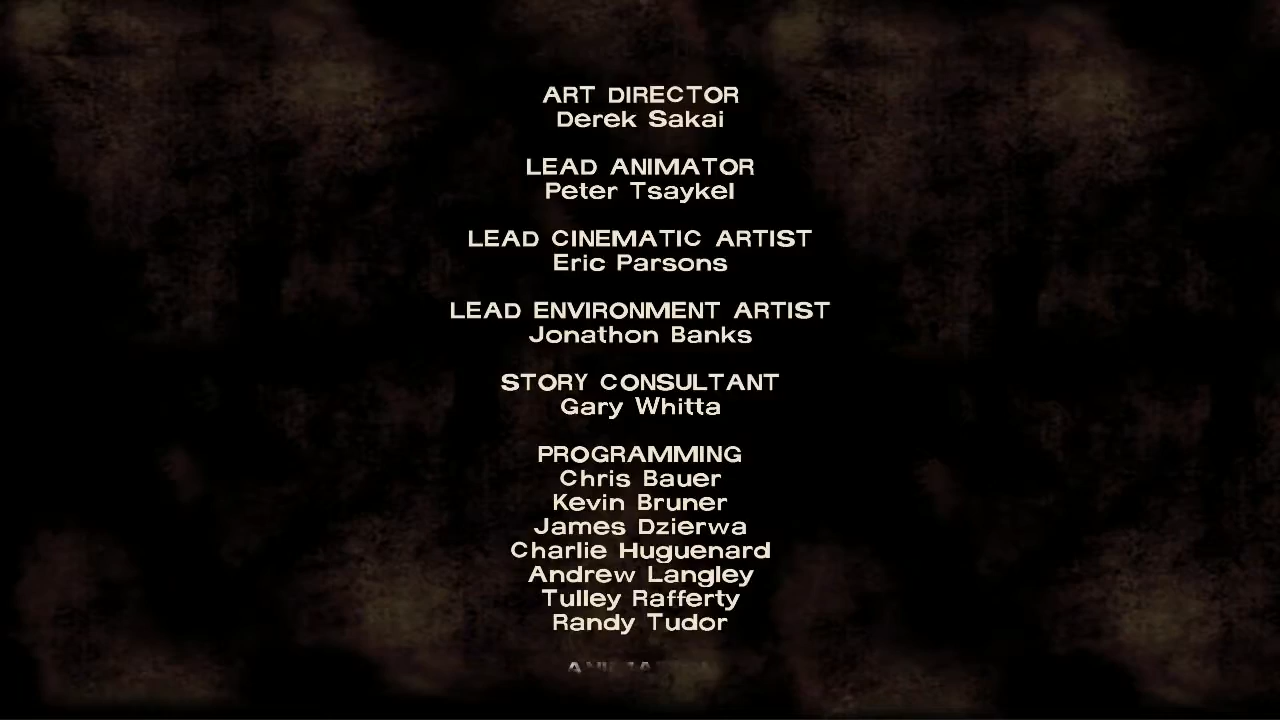 ART DIRECTOR
Derek Sakai
LEAD ANIMATOR
Peter Tsaykel
LEAD CINEMATIC ARTIST
Eric Parsons
LEAD ENVIRONMENT ARTIST
Jonathon Banks
STORY CONSULTANT
Gary Whitta
PROGRAMMING
Chris Bauer
Kevin Bruner
James Dzierwa
Charlie Huguenard
Andrew Langley
Tulley Rafferty
Randy Tudor